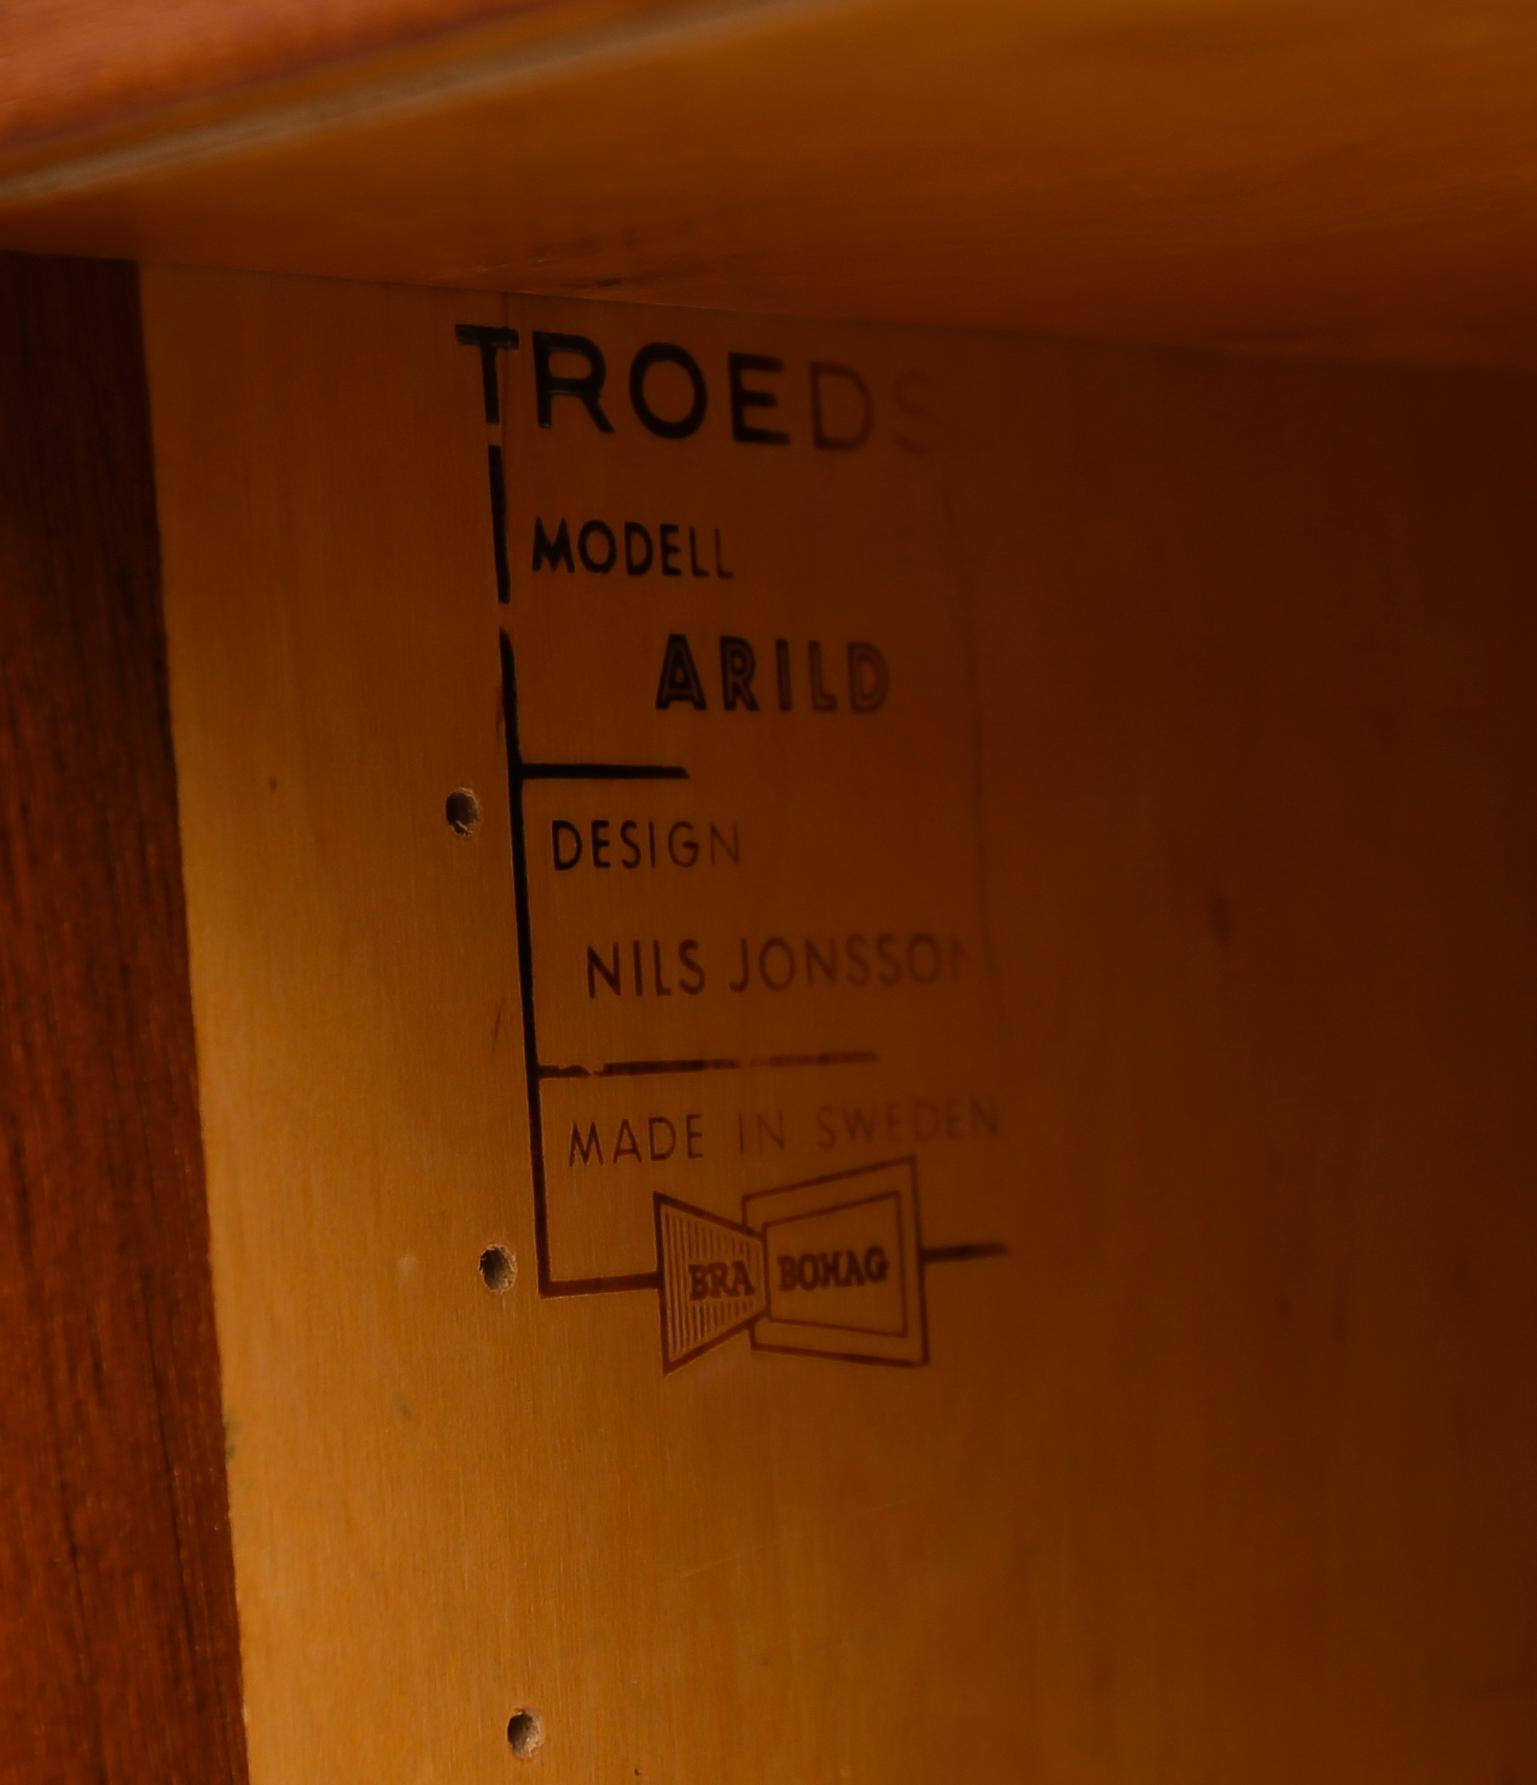 TROEDS
MODELL
ARILD
DESIGN
NILS JONSSON
MADE IN SWEDEN
BRA BOHAG